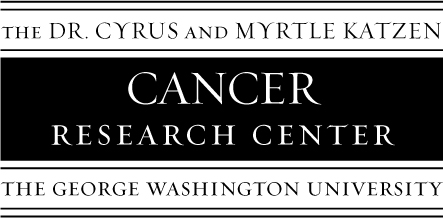 THE DR. CYRUS AND MYRTLE KATZEN
CANCER
RESEARCH CENTER
THE GEORGE WASHINGTON UNIVERSITY